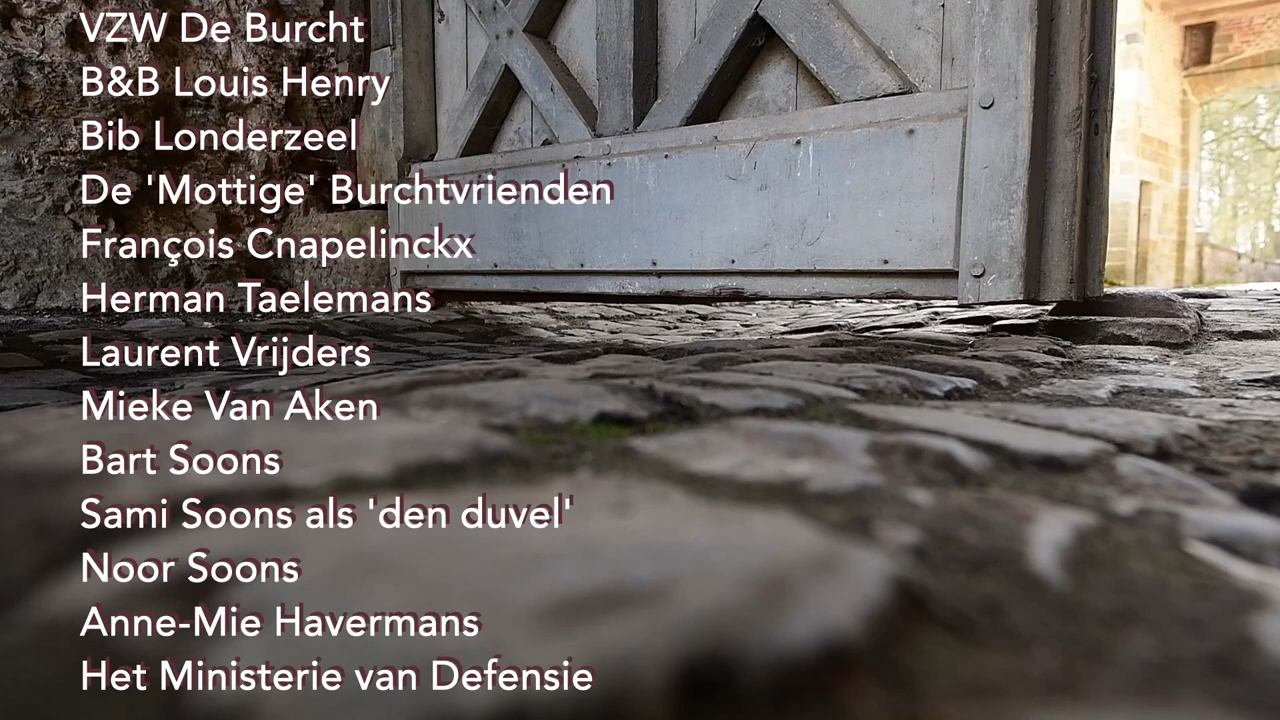 VZW De Burcht
B&B Louis Henry
Bib Londerzeel
De 'Mottige' Burchtvrienden
François Cnapelinckx
Herman Taelemans
Laurent Vrijders
Mieke Van Aken
Bart Soons
Sami Soons als 'den duvel'
Noor Soons
Anne-Mie Havermans
Het Ministerie van Defensie